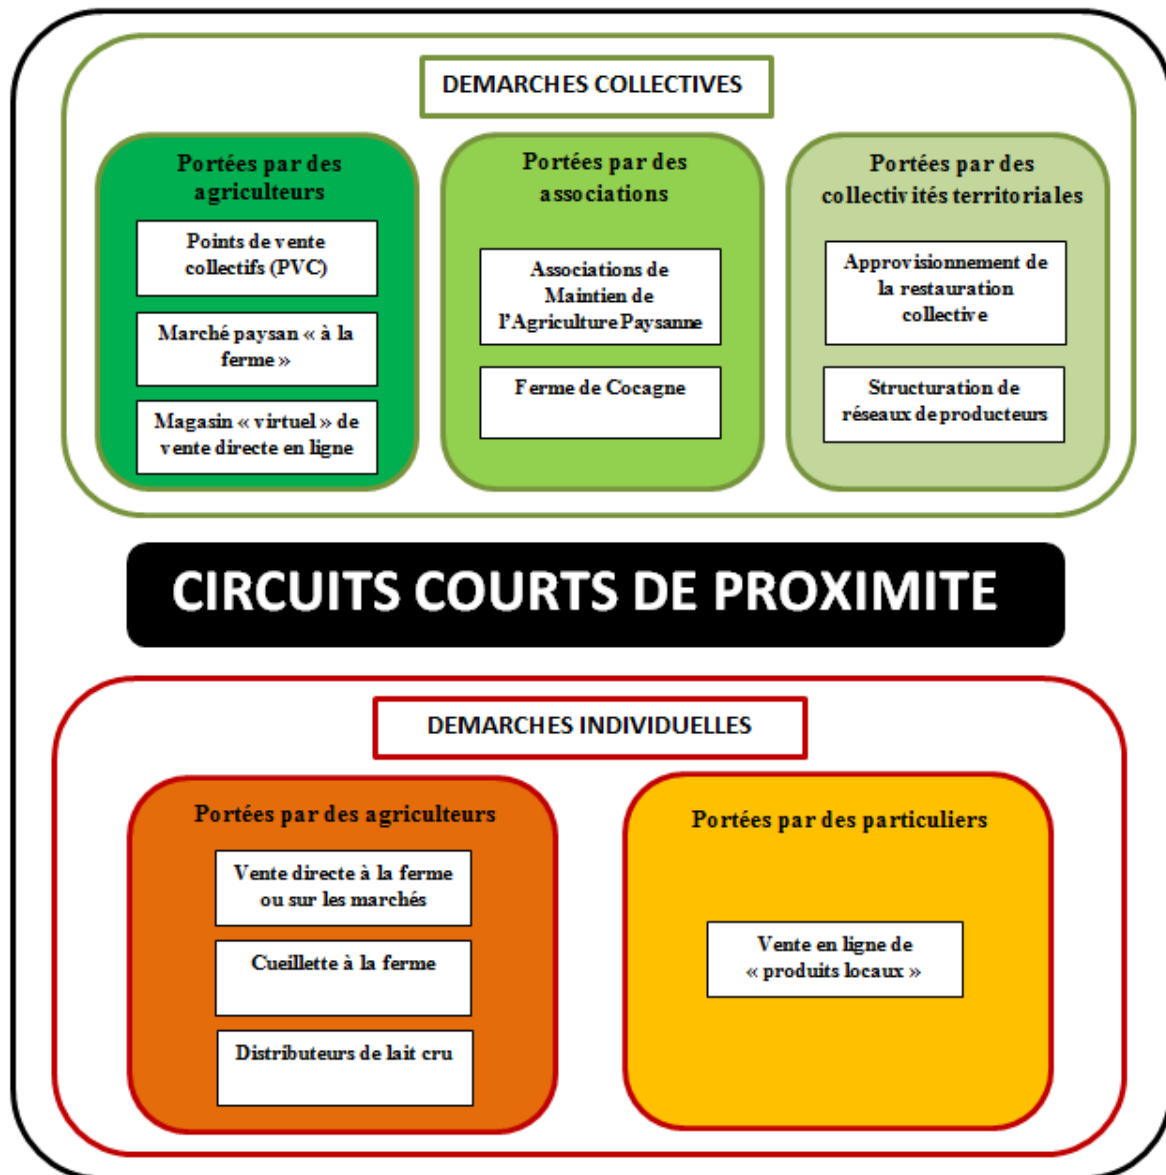 DEMARCHES COLLECTIVES
Portées par des
agriculteurs
Points de vente
collectifs (PVC)
Marché paysan « à la
ferme »
Magasin « virtuel » de
vente directe en ligne
Portées par des
associations
Associations de
Maintien de
l'Agriculture Paysanne
Ferme de Cocagne
Portées par des
collectivités territoriales
Approvisionnement de
la restauration
collective
Structuration de
réseaux de producteurs
CIRCUITS COURTS DE PROXIMITE
DEMARCHES INDIVIDUELLES
Portées par des agriculteurs
Vente directe à la ferme
ou sur les marchés
Cueillette à la ferme
Distributeurs de lait cru
Portées par des particuliers
Vente en ligne de
« produits locaux »